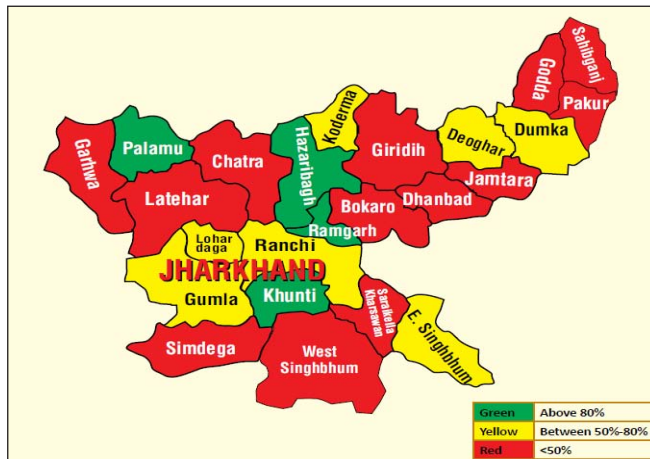 Sahibganj
Godda
Pakur
Koderma
Dumka
Deoghar
Palamu
Garhwa
Chatra
Hazaribagh
Giridih
Jamtara
Latehar
Bokaro
Dhanbad
Ramgarh
Lohar
daga
Ranchi
JHARKHAND
Gumla
Khunti
Saraikella
Kharsawan
E. Singhbhum
Simdega
West
Singhbhum
Green Above 80%
Yellow Between 50%-80%
Red <50%